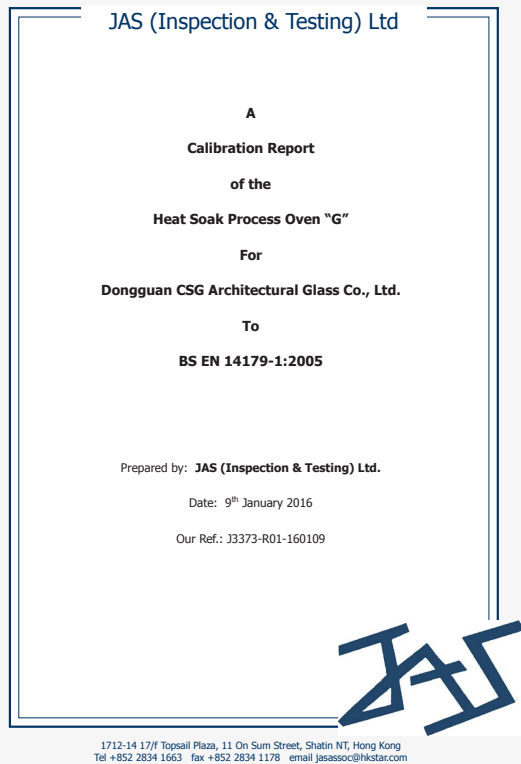 JAS (Inspection & Testing) Ltd
A
Calibration Report
of the
Heat Soak Process Oven “G”
For
Dongguan CSG Architectural Glass Co., Ltd.
To
BS EN 14179-1:2005
Prepared by: JAS (Inspection & Testing) Ltd.
Date: 9th January 2016
Our Ref.: J3373-R01-160109
JAS
1712-14 17/f Topsail Plaza, 11 On Sum Street, Shatin NT, Hong Kong
Tel +852 2834 1663 fax +852 2834 1178 email jasassoc@hkstar.com